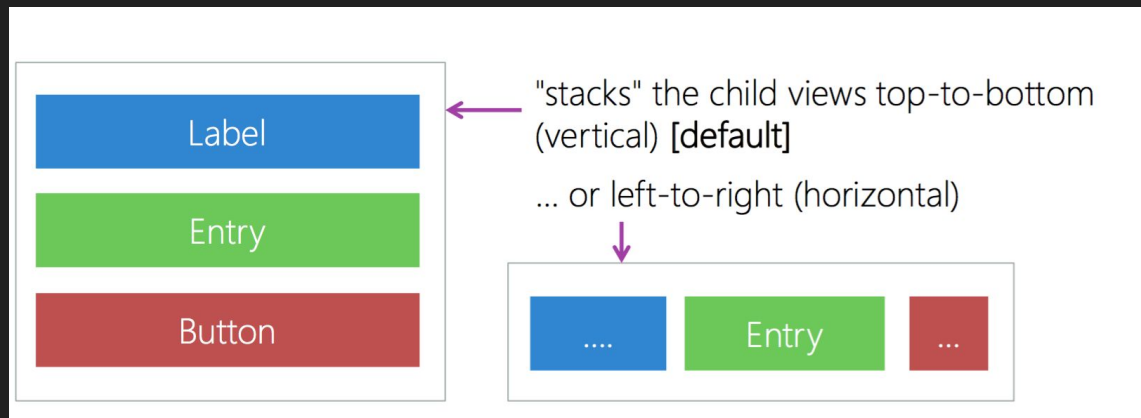 Label
Entry
Button
"stacks" the child views top-to-bottom
(vertical) [default]
... or left-to-right (horizontal)
....
Entry
...